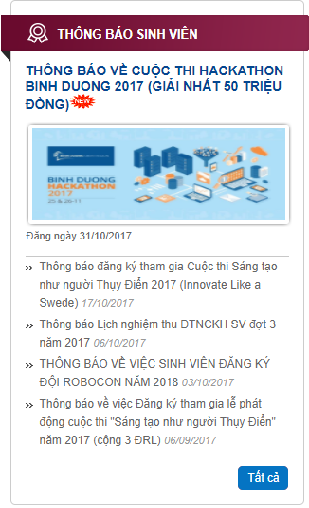 THÔNG BÁO SINH VIÊN
THÔNG BÁO VỀ CUỘC THI HACKATHON
BINH DUONG 2017 (GIẢI NHẤT 50 TRIỆU
ĐỒNG) NEW
BINH DUONG
HACKATHON
2017
25 & 26-11
Đăng ngày 31/10/2017
» Thông báo đăng ký tham gia Cuộc thi Sáng tạo
như người Thụy Điển 2017 (Innovate Like a
Swede) 17/10/2017
» Thông báo Lịch nghiệm thu ĐTNCKH SV đợt 3
năm 2017 05/10/2017
» THÔNG BÁO VỀ VIỆC SINH VIÊN ĐĂNG KÝ
ĐỘI ROBOCON NĂM 2018 03/10/2017
» Thông báo về việc Đăng ký tham gia lễ phát
động cuộc thi "Sáng tạo như người Thụy Điển"
năm 2017 (cộng 3 ĐRL) 06/09/2017
Tất cả